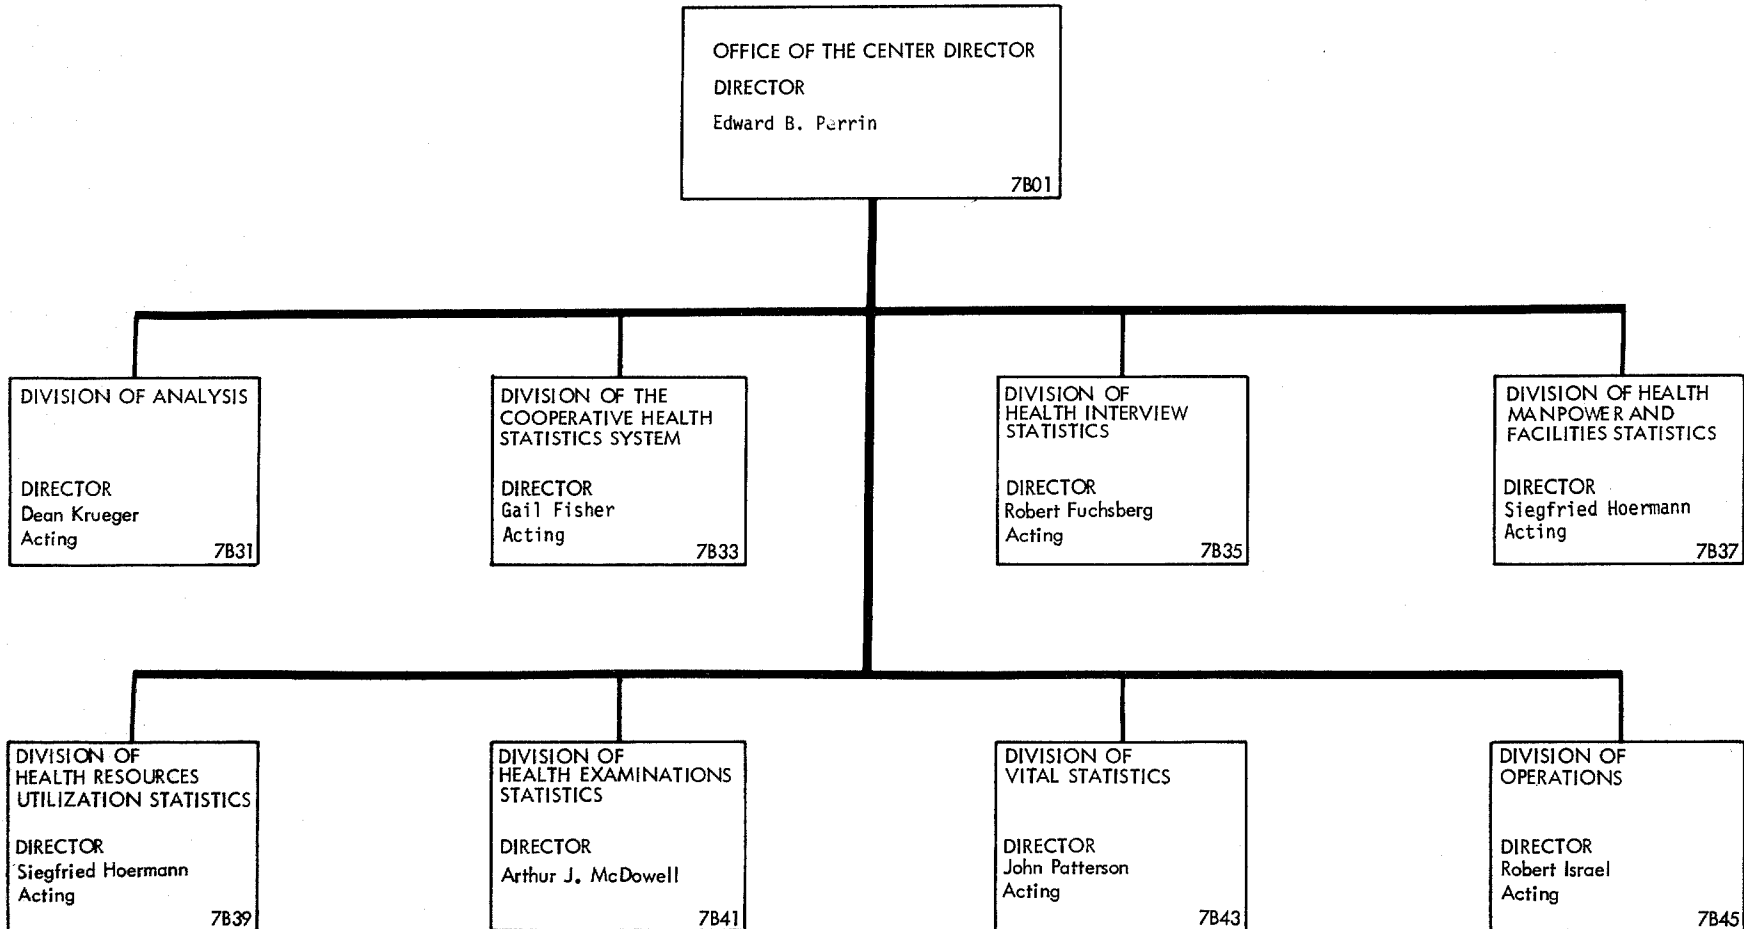 OFFICE OF THE CENTER DIRECTOR
DIRECTOR
Edward B. Perrin
7B01
DIVISION OF ANALYSIS
DIRECTOR
Dean Krueger
Acting
7B31
DIVISION OF THE
COOPERATIVE HEALTH
STATISTICS SYSTEM
DIRECTOR
Gail Fisher
Acting
7B33
DIVISION OF
HEALTH INTERVIEW
STATISTICS
DIRECTOR
Robert Fuchsberg
Acting
7B35
DIVISION OF HEALTH
MANPOWER AND
FACILITIES STATISTICS
DIRECTOR
Siegfried Hoermann
Acting
7B37
DIVISION OF
HEALTH RESOURCES
UTILIZATION STATISTICS
DIRECTOR
Siegfried Hoermann
Acting
7B39
DIVISION OF
HEALTH EXAMINATIONS
STATISTICS
DIRECTOR
Arthur J. McDowell
7B41
DIVISION OF
VITAL STATISTICS
DIRECTOR
John Patterson
Acting
7B43
DIVISION OF
OPERATIONS
DIRECTOR
Robert Israel
Acting
7B45